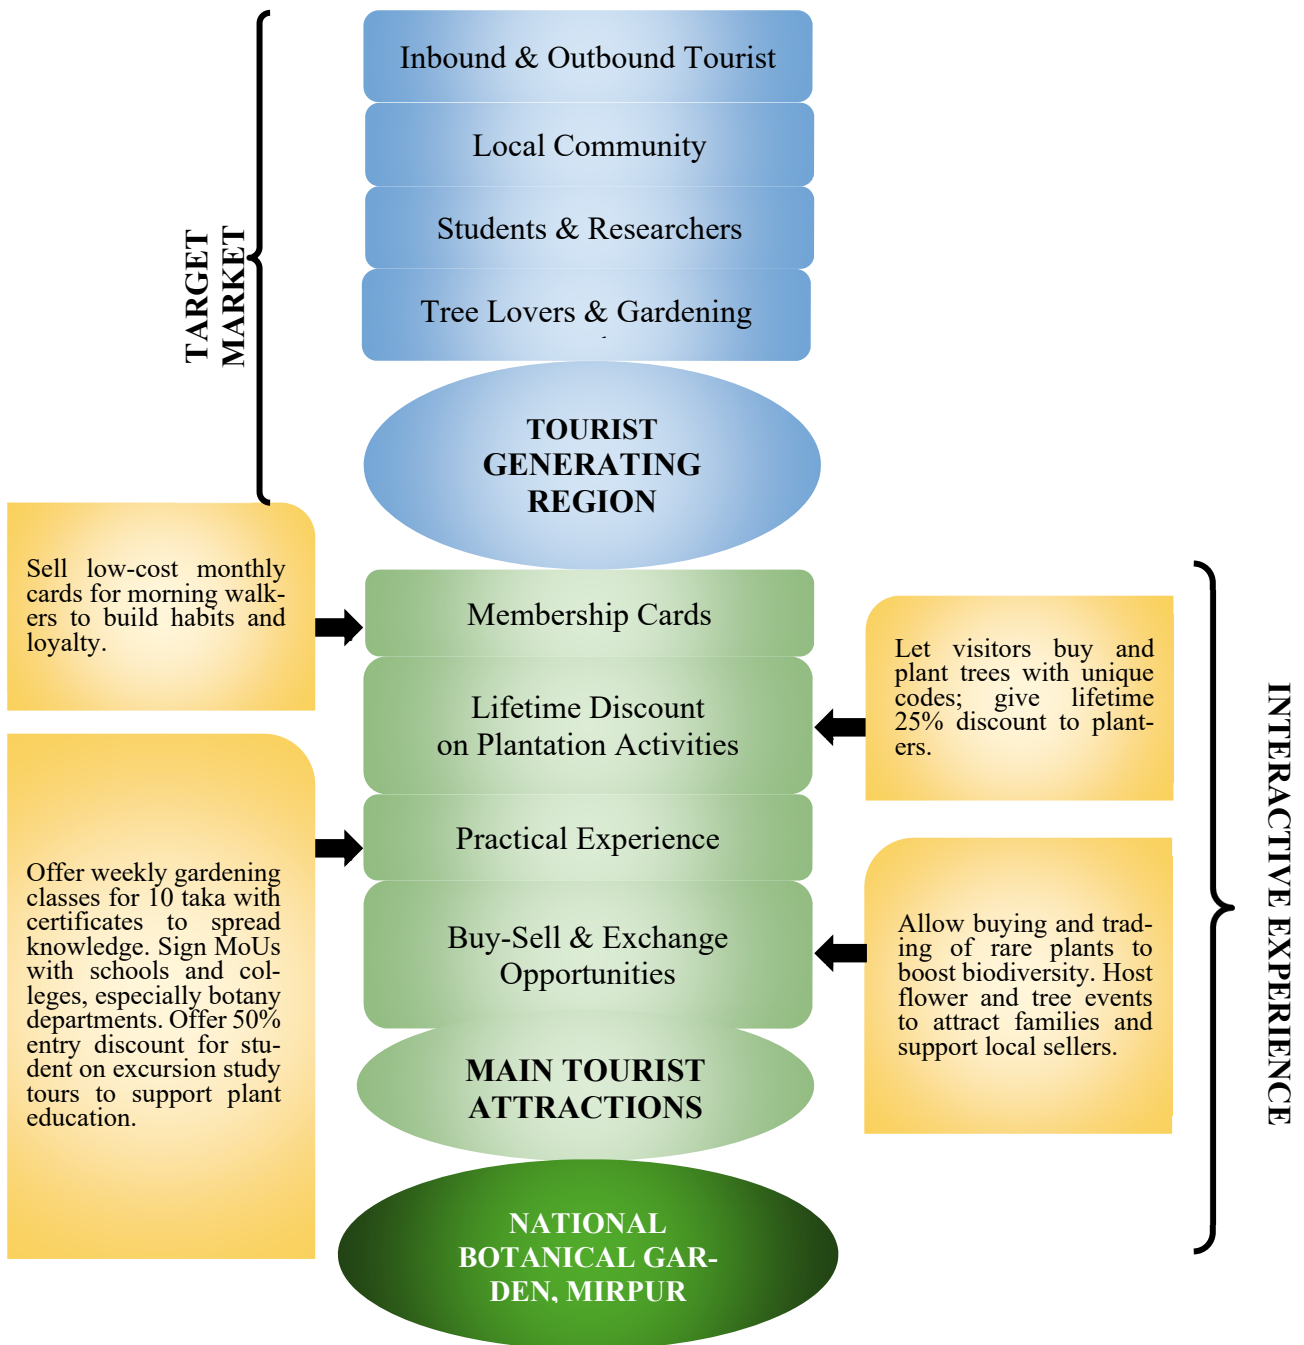 Inbound & Outbound Tourist
Local Community
Students & Researchers
Tree Lovers & Gardening
TARGET
MARKET
TOURIST
GENERATING
REGION
Sell low-cost monthly
cards for morning walk-
ers to build habits and
loyalty.
Membership Cards
Let visitors buy and
plant trees with unique
codes; give lifetime
25% discount to plant-
ers.
Lifetime Discount
on Plantation Activities
Offer weekly gardening
classes for 10 taka with
certificates to spread
knowledge. Sign MoUs
with schools and col-
leges, especially botany
departments. Offer 50%
entry discount for stu-
dent on excursion study
tours to support plant
education.
Practical Experience
Buy-Sell & Exchange
Opportunities
Allow buying and trad-
ing of rare plants to
boost biodiversity. Host
flower and tree events
to attract families and
support local sellers.
INTERACTIVE EXPERIENCE
MAIN TOURIST
ATTRACTIONS
NATIONAL
BOTANICAL GAR-
DEN, MIRPUR